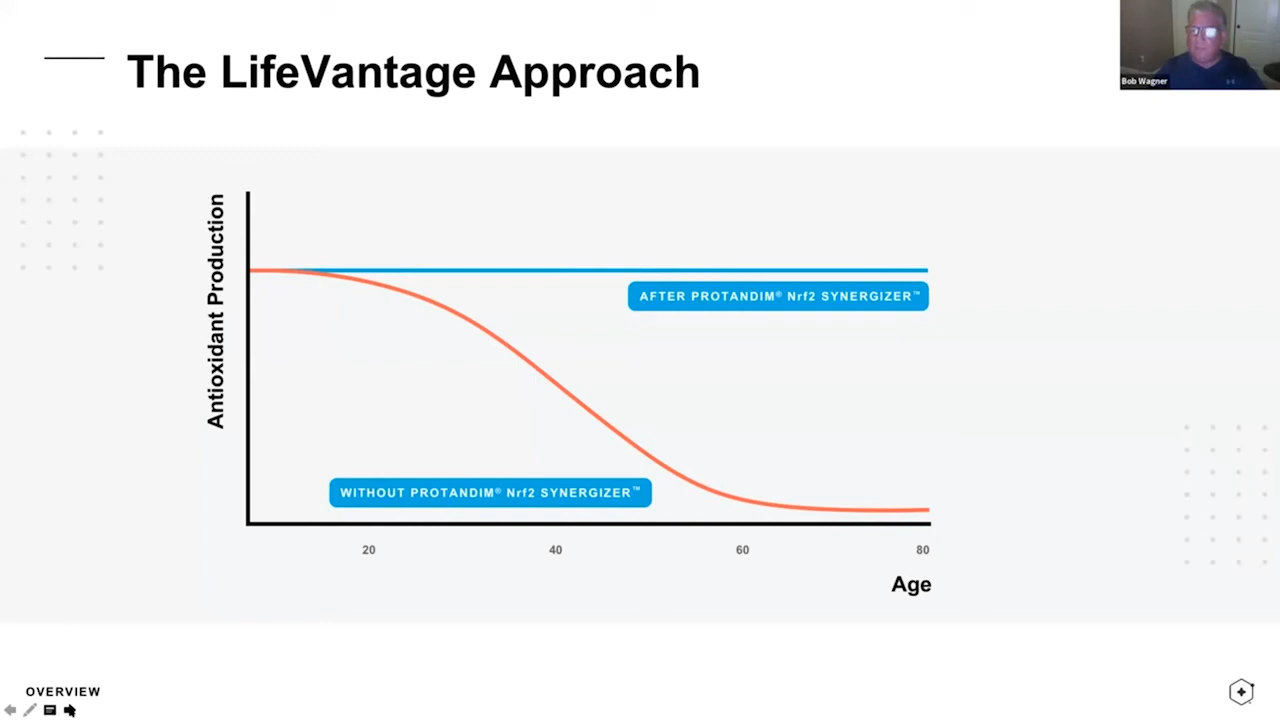 The LifeVantage Approach
Bob Wagner
Antioxidant Production
AFTER PROTANDIM® Nrf2 SYNERGIZER™
WITHOUT PROTANDIM® Nrf2 SYNERGIZER™
20 40 60 80
Age
OVERVIEW